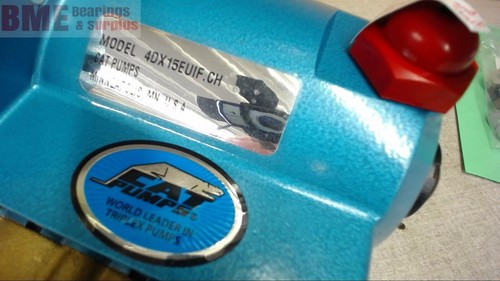 BME Bearings
& surplus
MODEL 4DX15EUIF.CH
CAT PUMPS
MINNEAPOLIS, MN, U.S.A
CAT
PUMPS
WORLD LEADER IN
TRIPLEX PUMPS